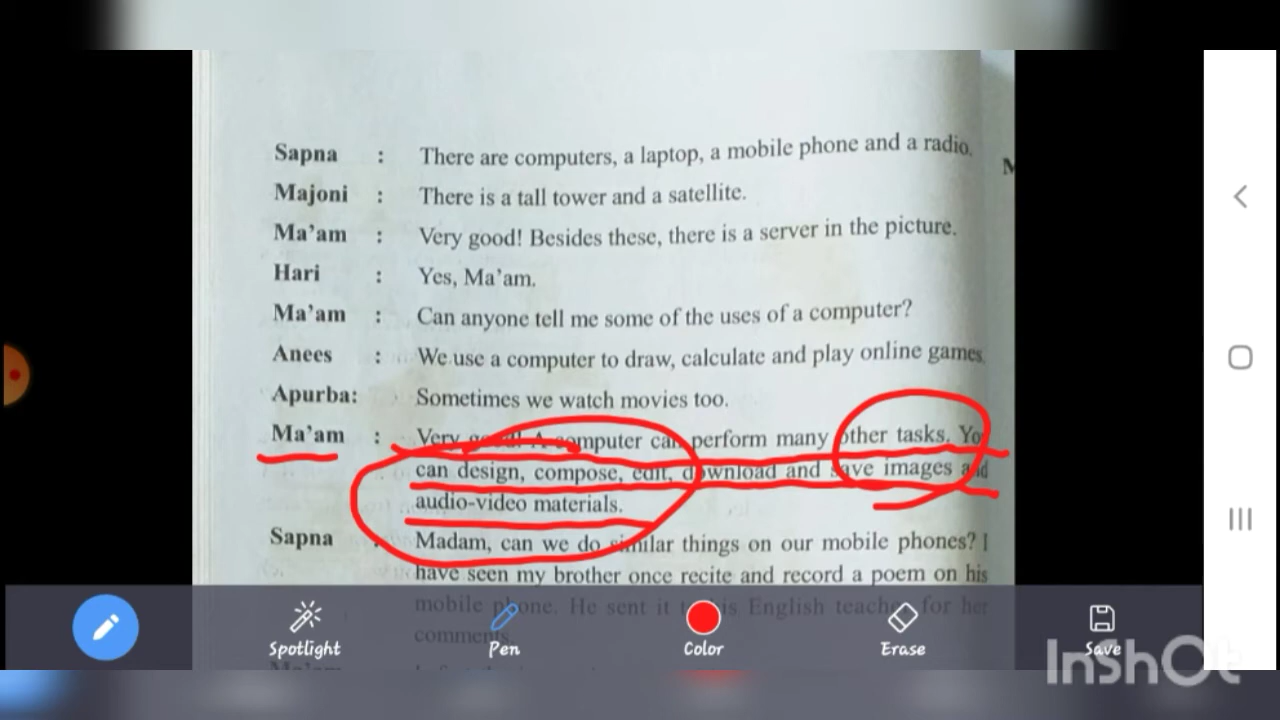 Sapna : There are computers, a laptop, a mobile phone and a radio.
Majoni : There is a tall tower and a satellite.
Ma'am : Very good! Besides these, there is a server in the picture.
Hari : Yes, Ma'am.
Ma'am : Can anyone tell me some of the uses of a computer?
Anees : We use a computer to draw, calculate and play online games.
Apurba: Sometimes we watch movies too.
Ma'am : Very good! A computer can perform many other tasks. You
can design, compose, edit, download and save images and
audio-video materials.
Sapna : Madam, can we do similar things on our mobile phones? I
have seen my brother once recite and record a poem on his
mobile phone. He sent it to his English teacher for her
comments.
Spotlight Pen Color Erase Save
InShOt